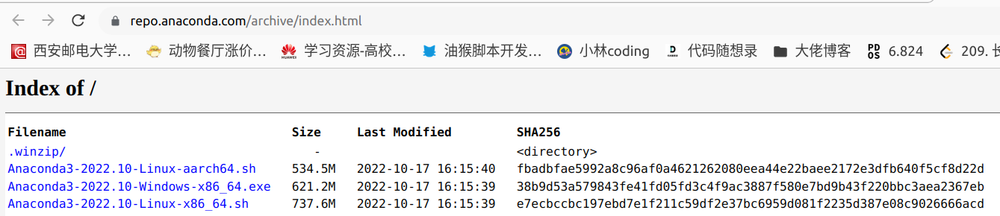 repo.anaconda.com/archive/index.html
西安邮电大学... 动物餐厅涨价... HUAWEI 学习资源-高校... 油猴脚本开发... 小林coding 代码随想录 大佬博客 PD OS 6.824 209. 长
Index of /
Filename Size Last Modified SHA256
.winzip/ - <directory>
Anaconda3-2022.10-Linux-aarch64.sh 534.5M 2022-10-17 16:15:40 fbadbfae5992a8c96af0a4621262080eea44e22baee2172e3dfb640f5cf8d22d
Anaconda3-2022.10-Windows-x86_64.exe 621.2M 2022-10-17 16:15:39 38b9d53a579843fe41fd05fd3c4f9ac3887f580e7bd9b43f220bbc3aea2367eb
Anaconda3-2022.10-Linux-x86_64.sh 737.6M 2022-10-17 16:15:39 e7ecbccbc197ebd7e1f211c59df2e37bc6959d081f2235d387e08c9026666acd